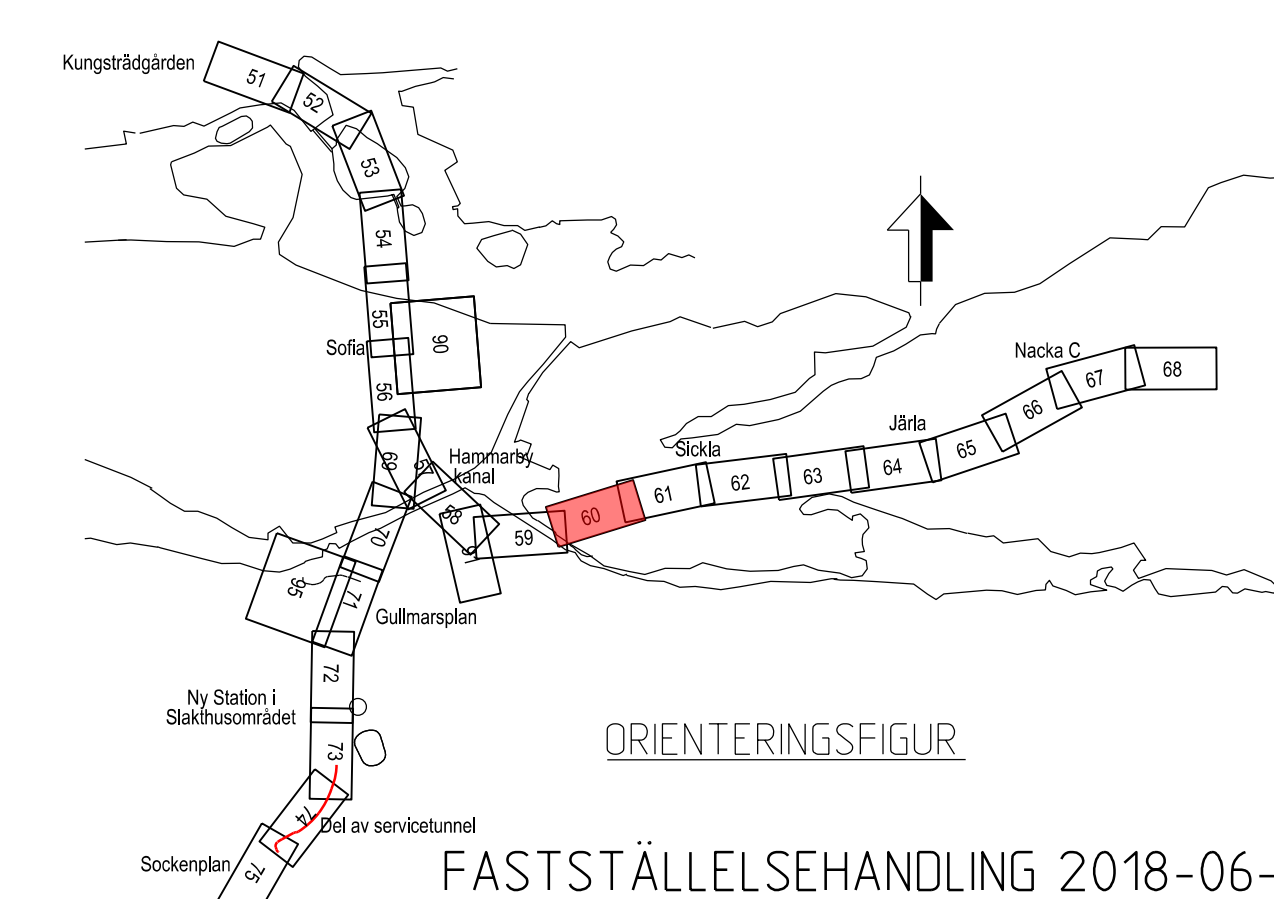 Kungsträdgården
51
52
53
54
55
Sofia
90
56
69
Hammarby
kanal
58
59
60
61
62
63
64
65
66
67
68
Sickla
Järla
Nacka C
70
95
71
Gullmarsplan
72
Ny Station i
Slakthusområdet
73
74
Del av servicetunnel
Sockenplan
75
ORIENTERINGSFIGUR
FASTSTÄLLELSEHANDLING 2018-06-